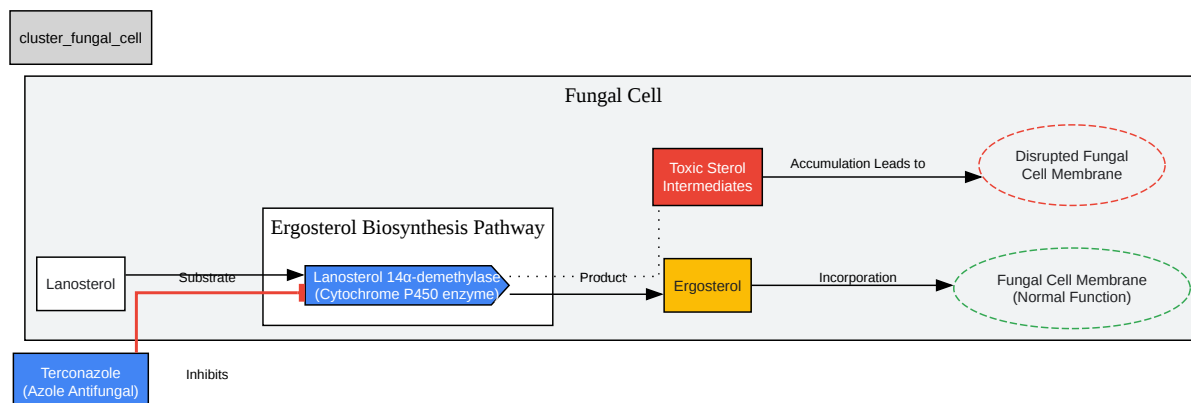 cluster_fungal_cell
Fungal Cell
Toxic Sterol
Intermediates
Accumulation Leads to
Disrupted Fungal
Cell Membrane
Ergosterol Biosynthesis Pathway
Lanosterol
Substrate
Lanosterol 14α-demethylase
(Cytochrome P450 enzyme)
Product
Ergosterol
Incorporation
Fungal Cell Membrane
(Normal Function)
Terconazole
(Azole Antifungal)
Inhibits